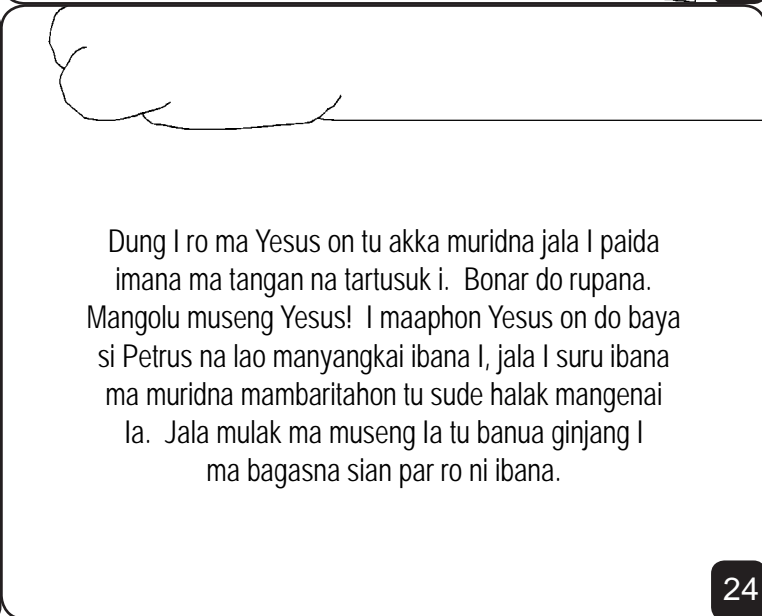 Dung I ro ma Yesus on tu akka muridna jala I paida
imana ma tangan na tartusuk i.  Bonar do rupana.
Mangolu museng Yesus!  I maaphon Yesus on do baya
si Petrus na lao manyangkai ibana I, jala I suru ibana
ma muridna mambaritahon tu sude halak mangenai
Ia.  Jala mulak ma museng Ia tu banua ginjang I
ma bagasna sian par ro ni ibana.
24